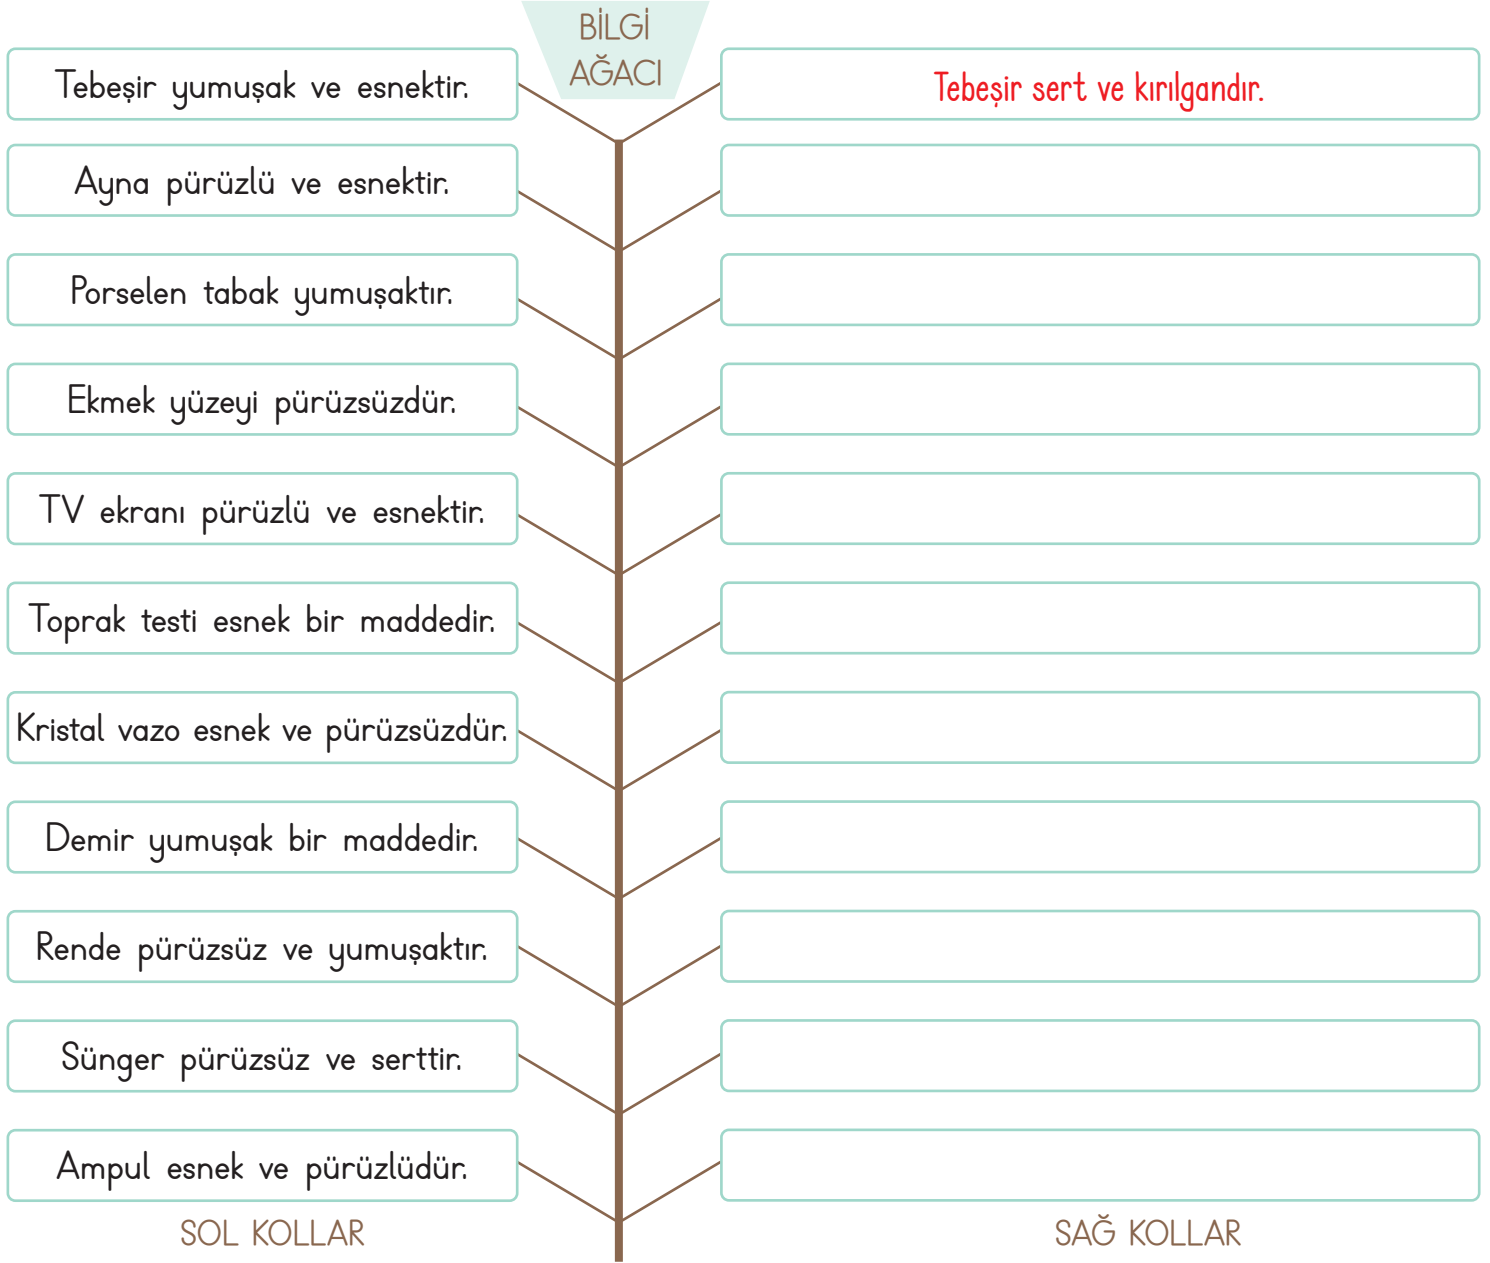 BİLGİ
AĞACI
Tebeşir yumuşak ve esnektir.
Tebeşir sert ve kırılgandır.
Ayna pürüzlü ve esnektir.
Porselen tabak yumuşaktır.
Ekmek yüzeyi pürüzsüzdür.
TV ekranı pürüzlü ve esnektir.
Toprak testi esnek bir maddedir.
Kristal vazo esnek ve pürüzsüzdür.
Demir yumuşak bir maddedir.
Rende pürüzsüz ve yumuşaktır.
Sünger pürüzsüz ve serttir.
Ampul esnek ve pürüzlüdür.
SOL KOLLAR
SAĞ KOLLAR